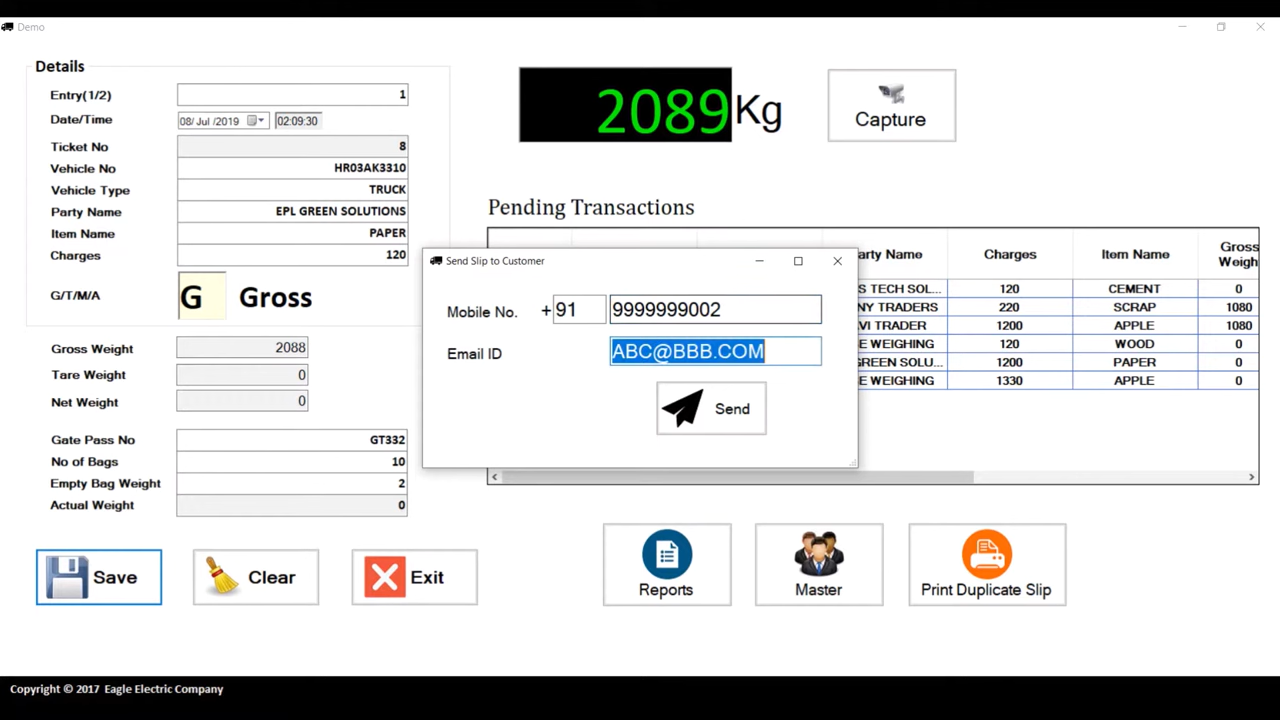 Demo
Details
Entry(1/2) 1
Date/Time 08/ Jul /2019 02:09:30
Ticket No 8
Vehicle No HR03AK3310
Vehicle Type TRUCK
Party Name EPL GREEN SOLUTIONS
Item Name PAPER
Charges 120
G/T/M/A G Gross
Gross Weight 2088
Tare Weight 0
Net Weight 0
Gate Pass No GT332
No of Bags 10
Empty Bag Weight 2
Actual Weight 0
Save Clear Exit
2089 Kg
Capture
Pending Transactions
arty Name Charges Item Name Gross Weigh
S TECH SOL... 120 CEMENT 0
NY TRADERS 220 SCRAP 1080
AVI TRADER 1200 APPLE 1080
E WEIGHING 120 WOOD 0
GREEN SOLU... 1200 PAPER 0
E WEIGHING 1330 APPLE 0
Send Slip to Customer
Mobile No. +91 9999999002
Email ID ABC@BBB.COM
Send
Reports Master Print Duplicate Slip
Copyright © 2017 Eagle Electric Company